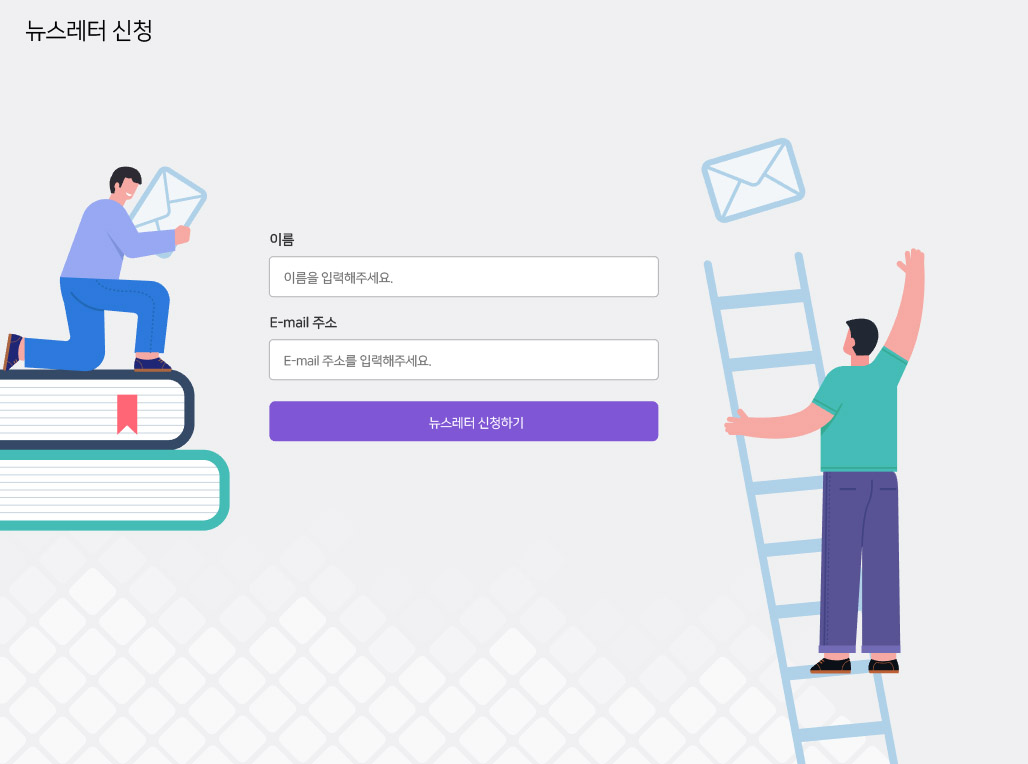 뉴스레터 신청
이름
이름을 입력해주세요.
E-mail 주소
E-mail 주소를 입력해주세요.
뉴스레터 신청하기